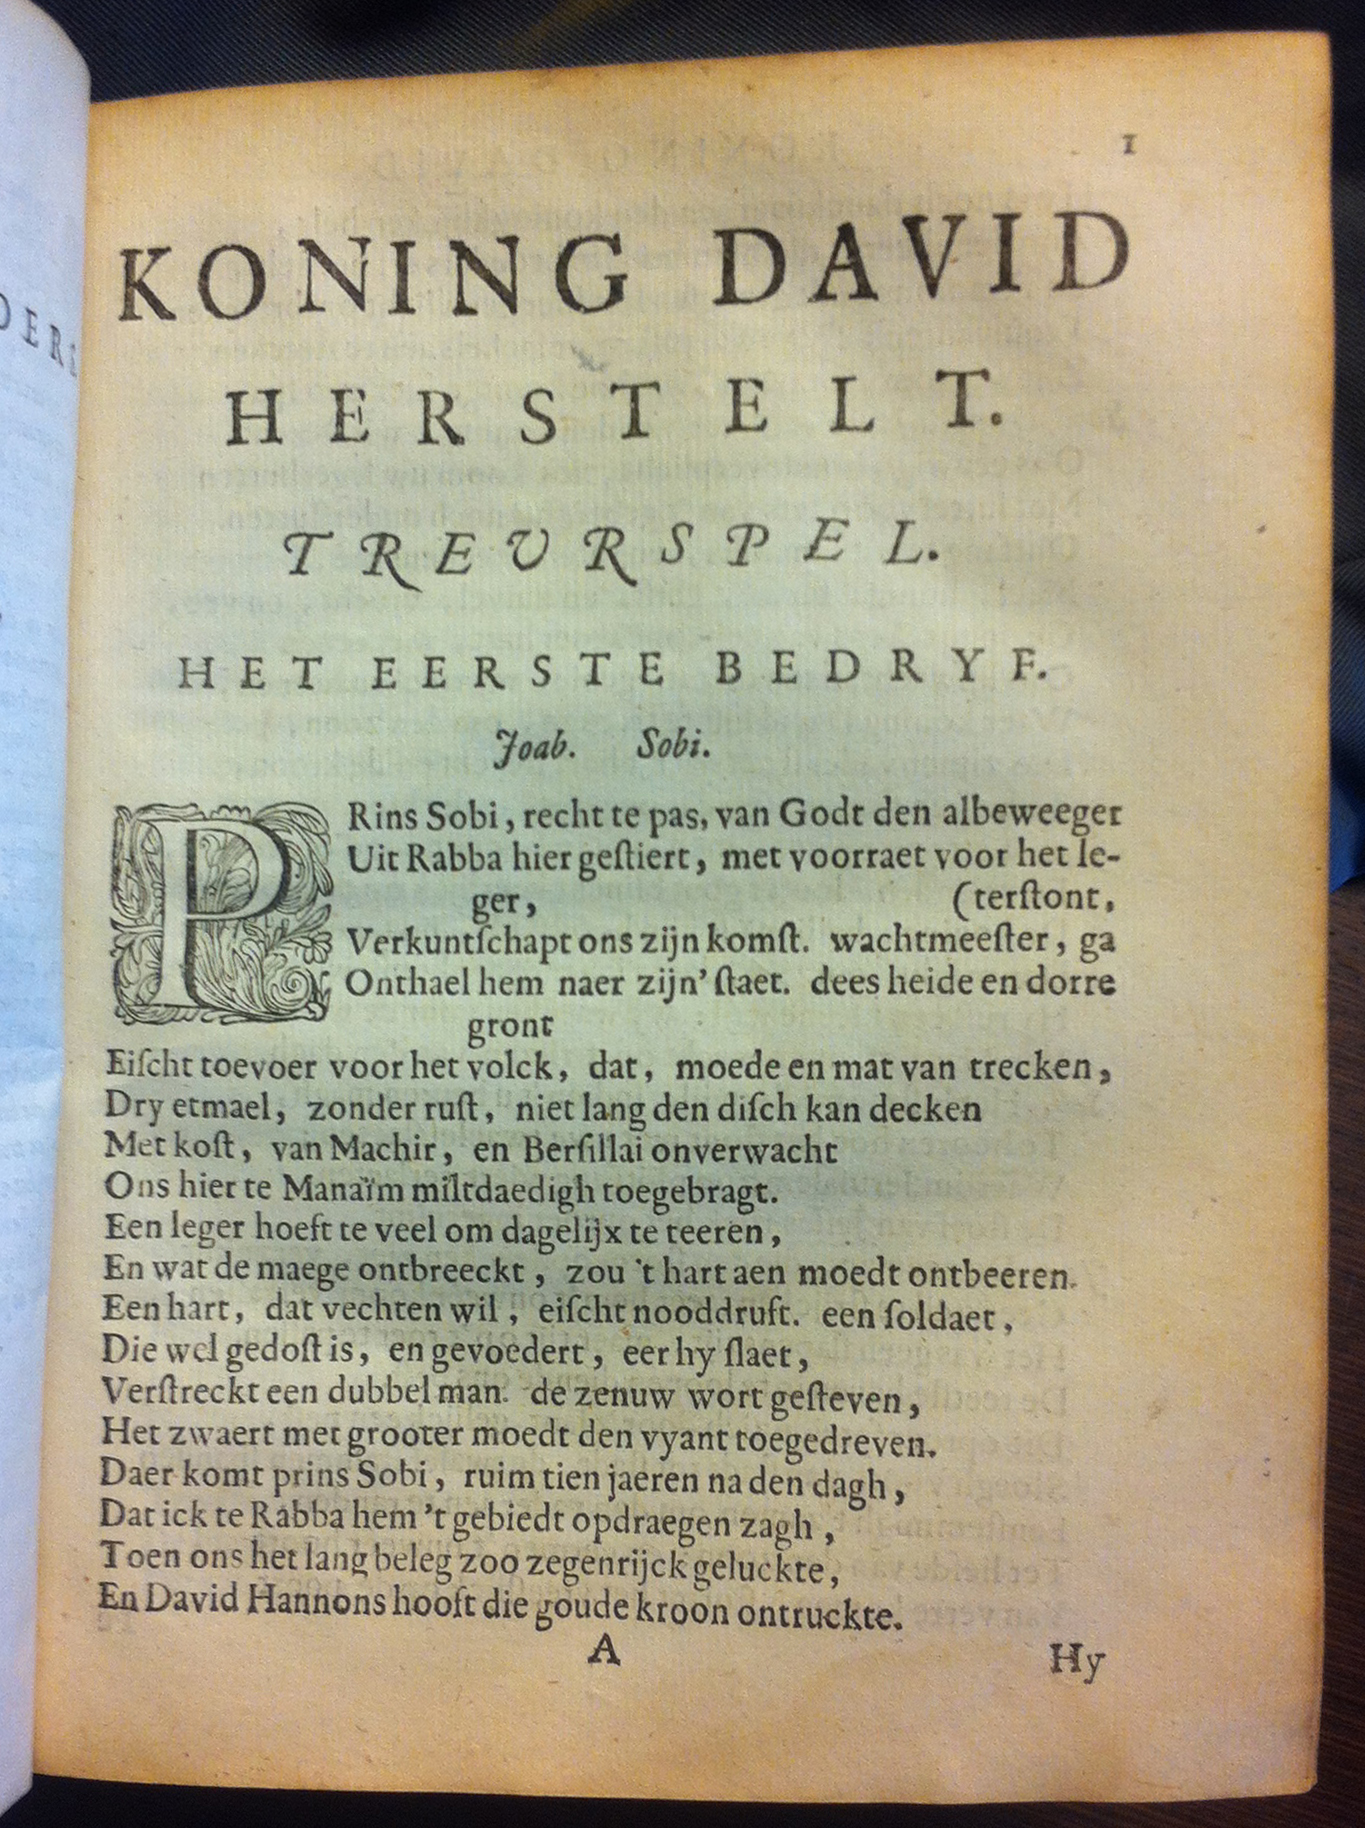 1
KONING DAVID
HERSTELT.
TREURSPEL.
HET EERSTE BEDRYF.
Joab. Sobi.
PRins Sobi, recht te pas, van Godt den albeweeger
Uit Rabba hier geſtiert, met voorraet voor het le-
ger, (terſtont,
Verkuntſchapt ons zijn komſt. wachtmeeſter, ga
Onthael hem naer zijn' ſtaet. dees heide en dorre
gront
Eiſcht toevoer voor het volck, dat, moede en mat van trecken,
Dry etmael, zonder ruſt, niet lang den diſch kan decken
Met koſt, van Machir, en Berſillai onverwacht
Ons hier te Manaïm miltdaedigh toegebragt.
Een leger hoeft te veel om dagelijx te teeren,
En wat de maege ontbreeckt, zou 't hart aen moedt ontbeeren.
Een hart, dat vechten wil, eiſcht nooddruft. een ſoldaet,
Die wel gedoſt is, en gevoedert, eer hy ſlaet,
Verſtreckt een dubbel man. de zenuw wort geſteven,
Het zwaert met grooter moedt den vyant toegedreven.
Daer komt prins Sobi, ruim tien jaeren na den dagh,
Dat ick te Rabba hem 't gebiedt opdraegen zagh,
Toen ons het lang beleg zoo zegenrijck geluckte,
En David Hannons hooft die goude kroon ontruckte.
A Hy